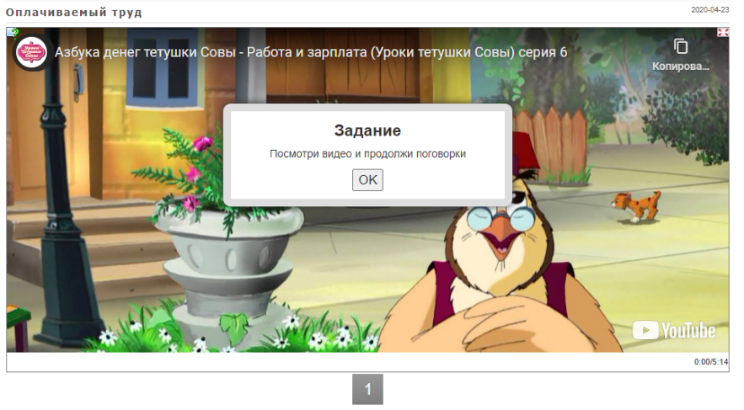 Оплачиваемый труд
2020-04-23
Азбука денег тетушки Совы - Работа и зарплата (Уроки тетушки Совы) серия 6
Копирова...
Задание
Посмотри видео и продолжи поговорки
OK
YouTube
0:00/5:14
1